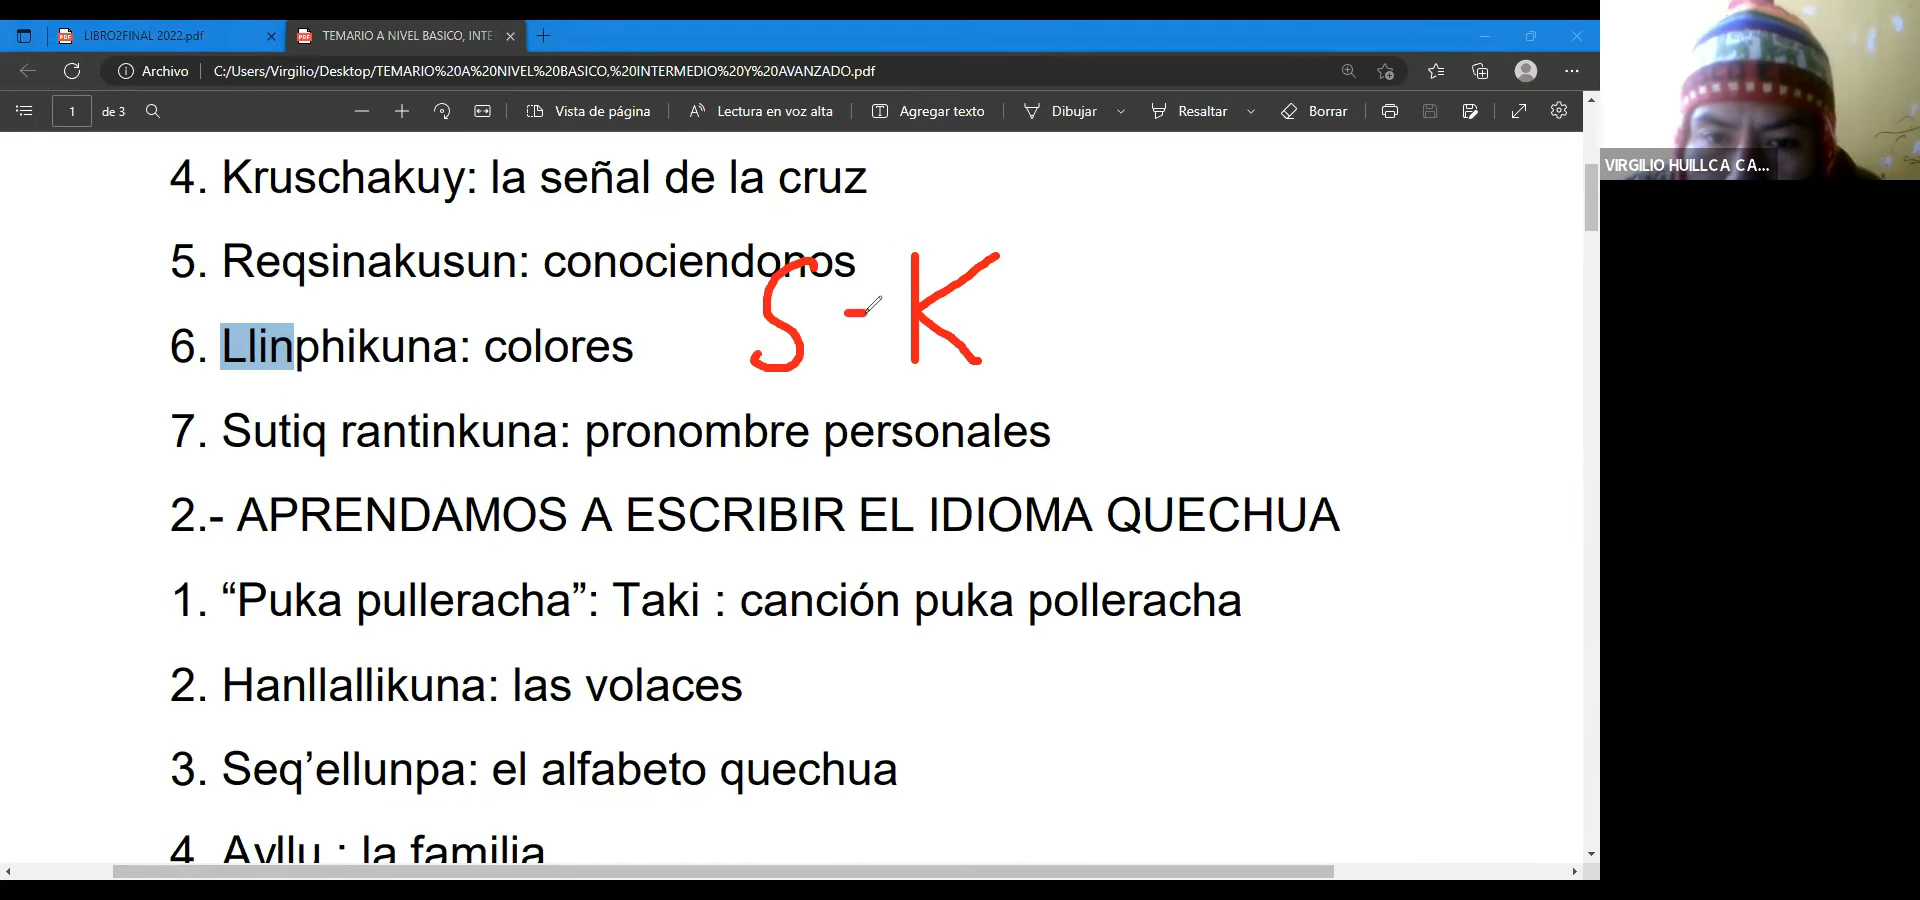 LIBRO2FINAL 2022.pdf
TEMARIO A NIVEL BASICO, INTE
Archivo C:/Users/Virgilio/Desktop/TEMARIO%20A%20NIVEL%20BASICO,%20INTERMEDIO%20Y%20AVANZADO.pdf
1 de 3 Vista de página Lectura en voz alta Agregar texto Dibujar Resaltar Borrar
VIRGILIO HUILLCA CA...
4. Kruschakuy: la señal de la cruz
5. Reqsinakusun: conociendonos
S - K
6. Llinphikuna: colores
7. Sutiq rantinkuna: pronombre personales
2.- APRENDAMOS A ESCRIBIR EL IDIOMA QUECHUA
1. “Puka pulleracha”: Taki : canción puka polleracha
2. Hanllallikuna: las volaces
3. Seq’ellunpa: el alfabeto quechua
4. Ayllu : la familia